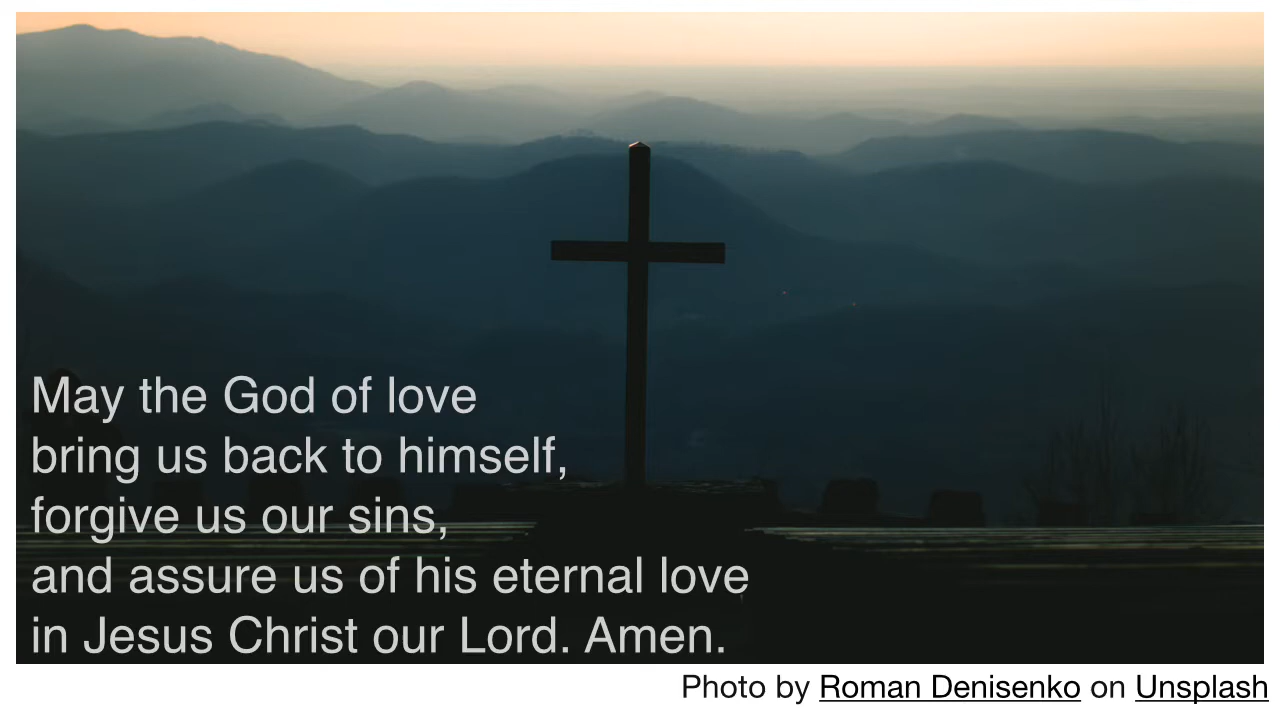 May the God of love
bring us back to himself,
forgive us our sins,
and assure us of his eternal love
in Jesus Christ our Lord. Amen.
Photo by Roman Denisenko on Unsplash